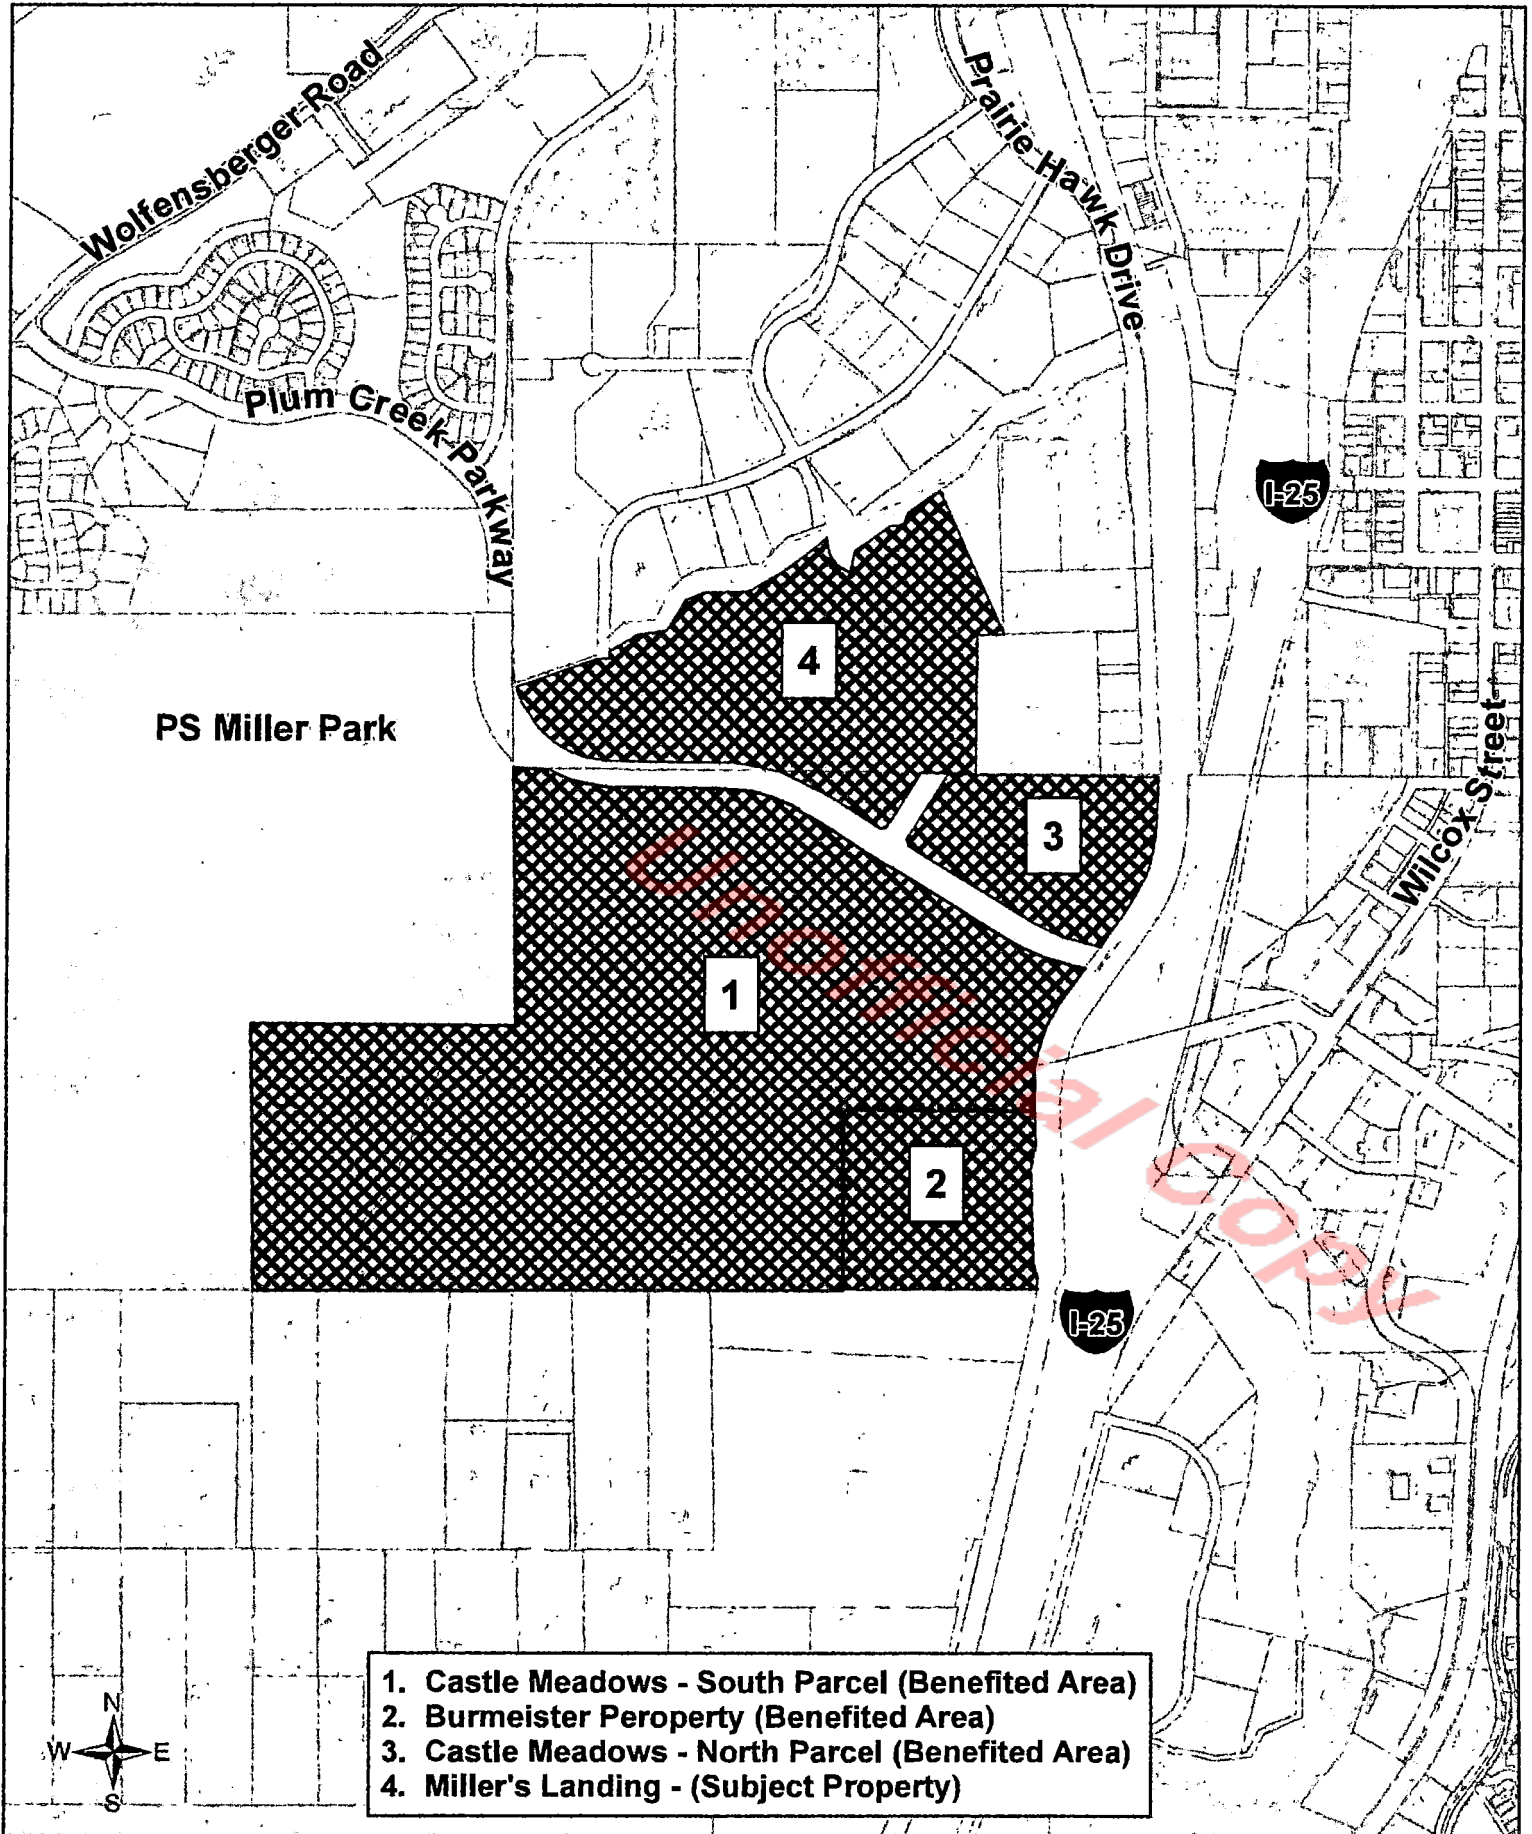 Wolfensberger Road
Prairie Hawk Drive
Plum Creek Parkway
I-25
4
PS Miller Park
3
Wilcox Street
1
2
Unofficial Copy
I-25
1. Castle Meadows - South Parcel (Benefited Area)
2. Burmeister Peroperty (Benefited Area)
3. Castle Meadows - North Parcel (Benefited Area)
4. Miller's Landing - (Subject Property)
N
W E
S